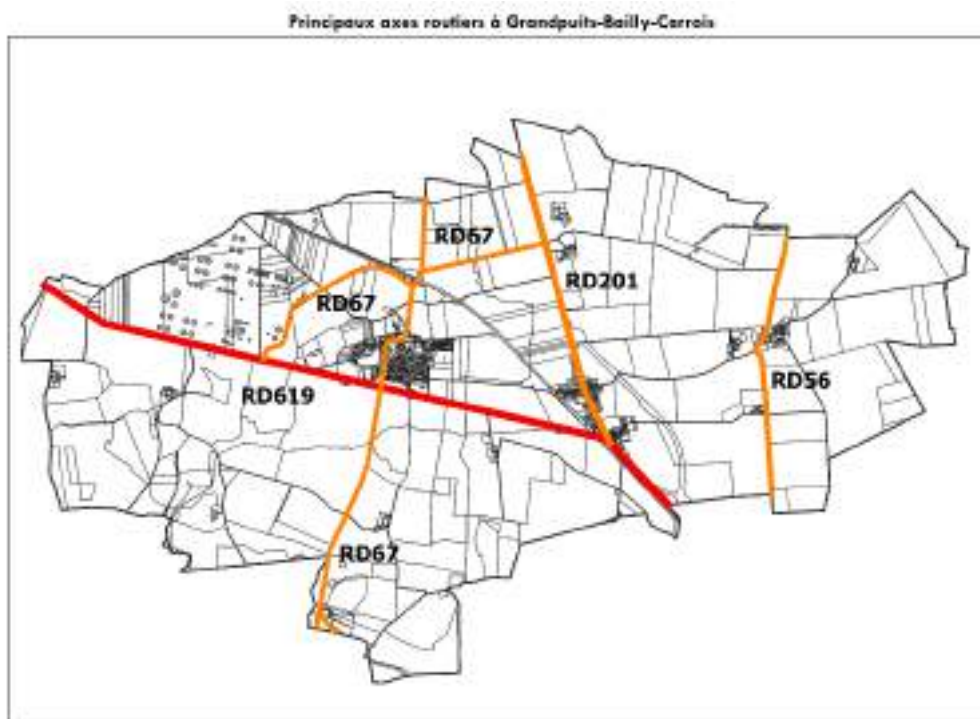 Principaux axes routiers à Grandpuits-Bailly-Carrois
RD67
RD201
RD67
RD56
RD619
RD67